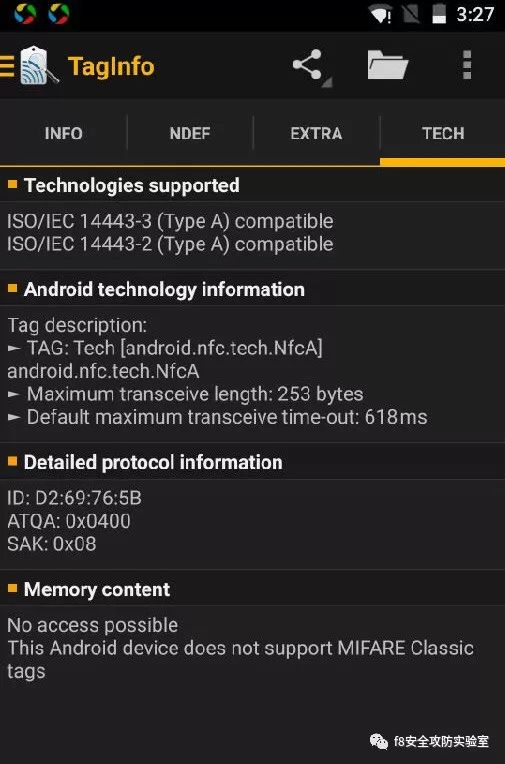 3:27
TagInfo
INFO
NDEF
EXTRA
TECH
Technologies supported
ISO/IEC 14443-3 (Type A) compatible
ISO/IEC 14443-2 (Type A) compatible
Android technology information
Tag description:
► TAG: Tech [android.nfc.tech.NfcA]
android.nfc.tech.NfcA
► Maximum transceive length: 253 bytes
► Default maximum transceive time-out: 618ms
Detailed protocol information
ID: D2:69:76:5B
ATQA: 0x0400
SAK: 0x08
Memory content
No access possible
This Android device does not support MIFARE Classic
tags
f8安全攻防实验室